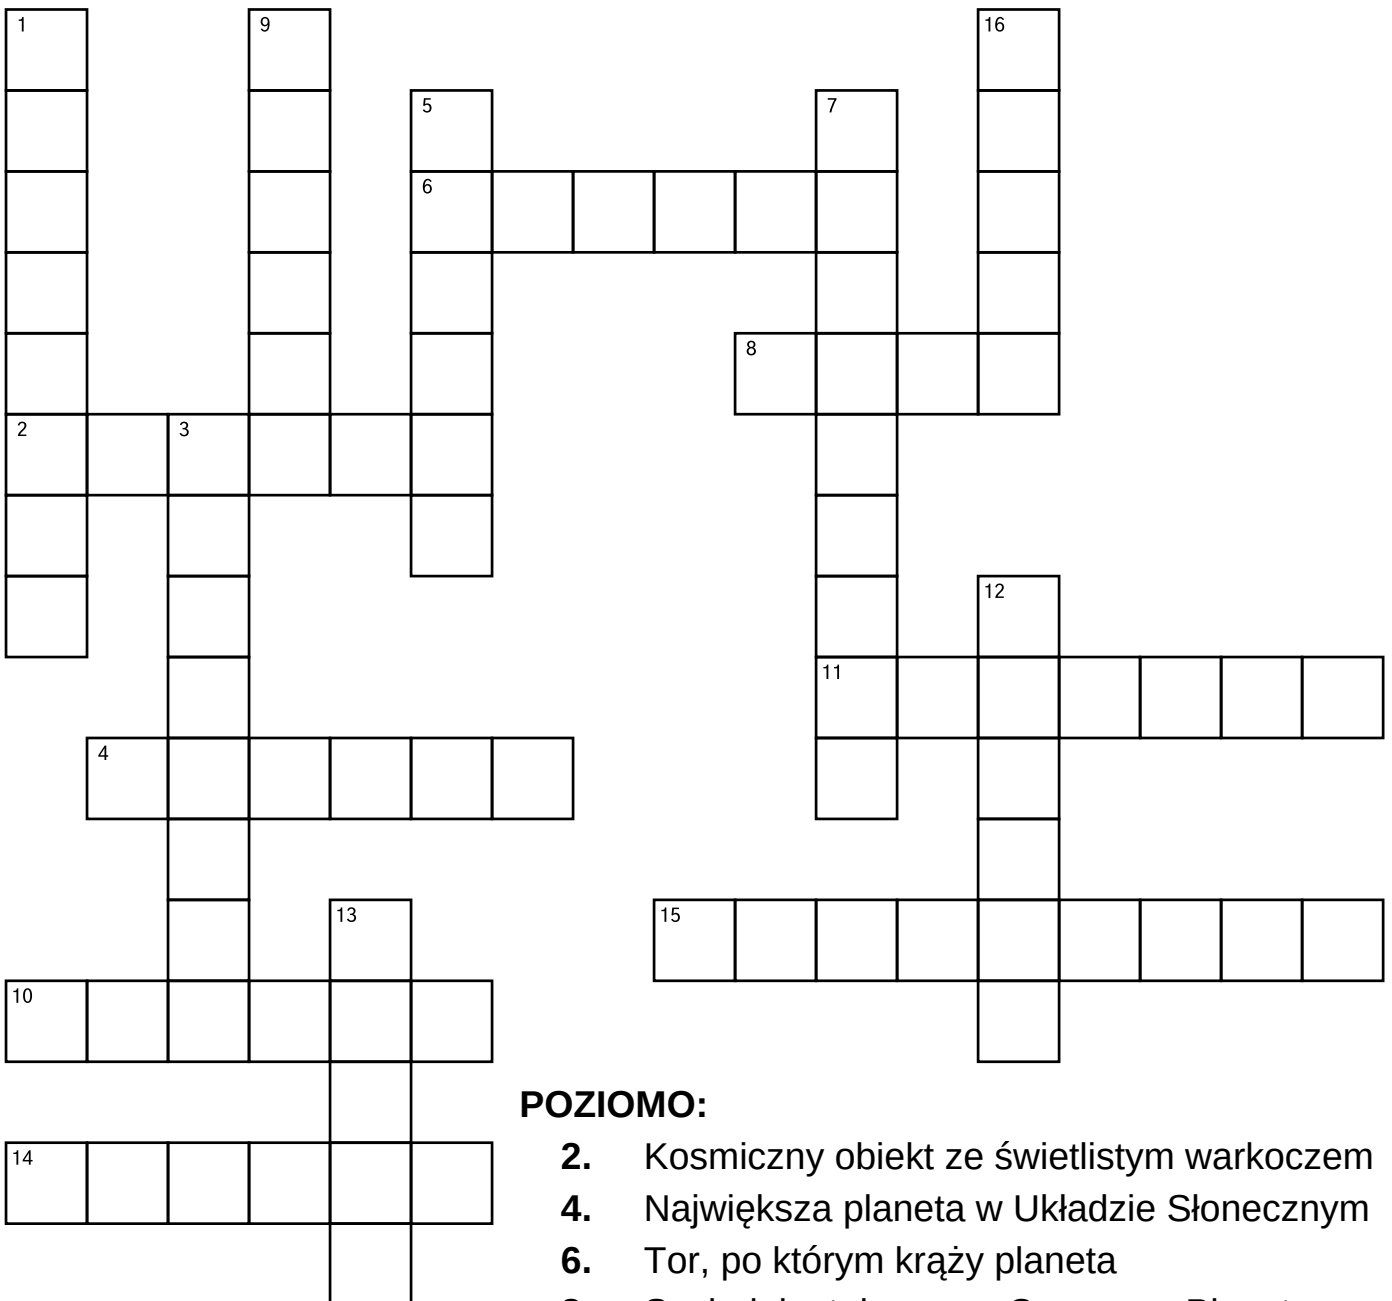 1 9 16
5 7
6
8
2 3
12
11
4
13 15
10
POZIOMO:
14 2. Kosmiczny obiekt ze świetlistym warkoczem
4. Największa planeta w Układzie Słonecznym
6. Tor, po którym krąży planeta